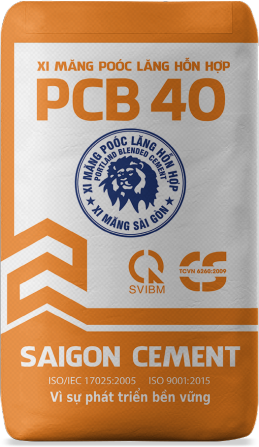 XI MĂNG POÓC LĂNG HỖN HỢP
PCB 40
XI MĂNG POÓC LĂNG HỖN HỢP
PORTLAND BLENDED CEMENT
XI MĂNG SÀI GÒN
SVIBM
TCVN 6260:2009
SAIGON CEMENT
ISO/IEC 17025:2005 ISO 9001:2015
Vì sự phát triển bền vững